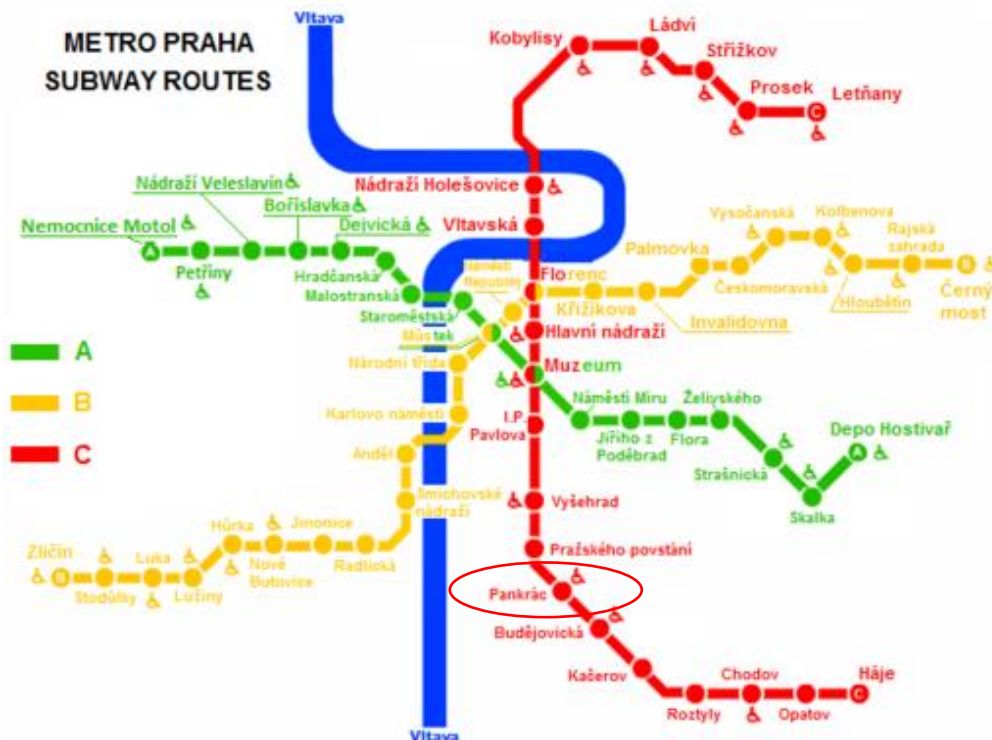 Vltava
METRO PRAHA
SUBWAY ROUTES
Kobylisy
Ládví
Střížkov
Prosek
Letňany
C
Nádraží Holešovice
Vltavská
Nádraží Veleslavín
Bořislavka
Dejvická
Nemocnice Motol
A
Petřiny
Hradčanská
Malostranská
Staroměstská
Náměstí
Republiky
Florenc
Můstek
Křižíkova
Invalidovna
Palmovka
Českomoravská
Vysočanská
Kolbenova
Hloubětín
Rajská
zahrada
B
Černý
most
Hlavní nádraží
Muzeum
A
B
C
Národní třída
Karlovo náměstí
Anděl
Smíchovské
nádraží
Radlická
Jinonice
Nové
Butovice
Hůrka
Lužiny
Luka
Stodůlky
Zličín
B
I.P.
Pavlova
Náměstí Míru
Jiřího z
Poděbrad
Flora
Želivského
Strašnická
Skalka
Depo Hostivař
A
Vyšehrad
Pražského povstání
Pankrác
Budějovická
Kačerov
Roztyly
Chodov
Opatov
Háje
C
Vltava